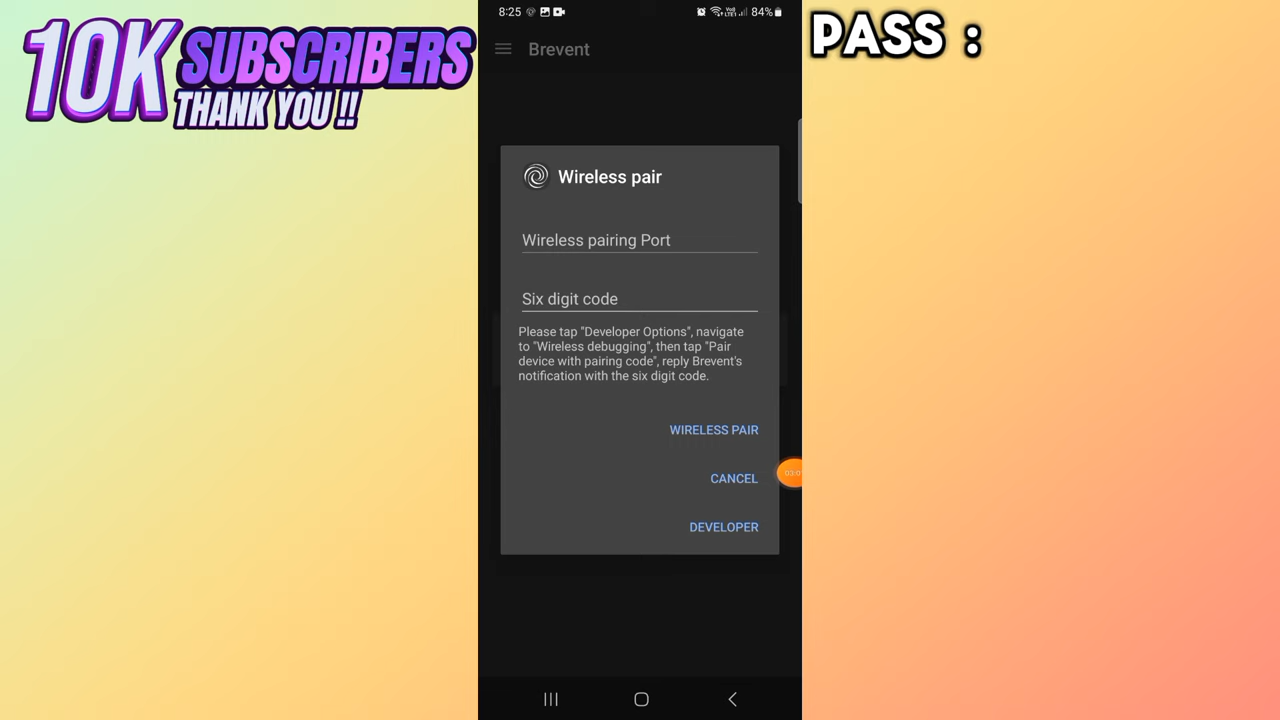 10K SUBSCRIBERS
THANK YOU !!
PASS :
8:25 84%
Brevent
Wireless pair
Wireless pairing Port
Six digit code
Please tap "Developer Options", navigate
to "Wireless debugging", then tap "Pair
device with pairing code", reply Brevent's
notification with the six digit code.
WIRELESS PAIR
CANCEL
DEVELOPER